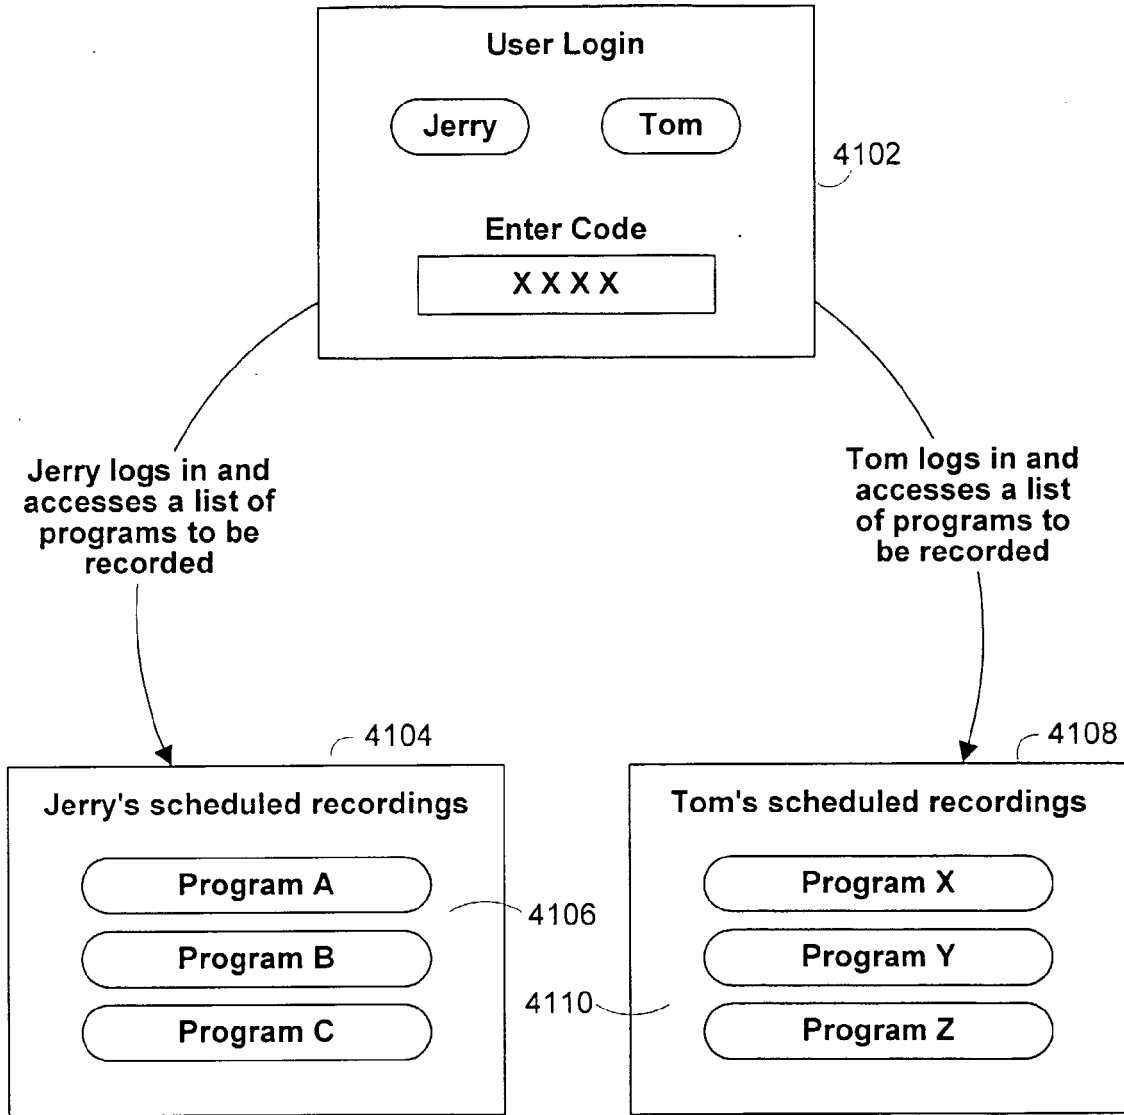 User Login
Jerry
Tom
4102
Enter Code
X X X X
Jerry logs in and
accesses a list of
programs to be
recorded
Tom logs in and
accesses a list
of programs to
be recorded
4104
4108
Jerry's scheduled recordings
Program A
Program B
Program C
4106
Tom's scheduled recordings
Program X
Program Y
Program Z
4110